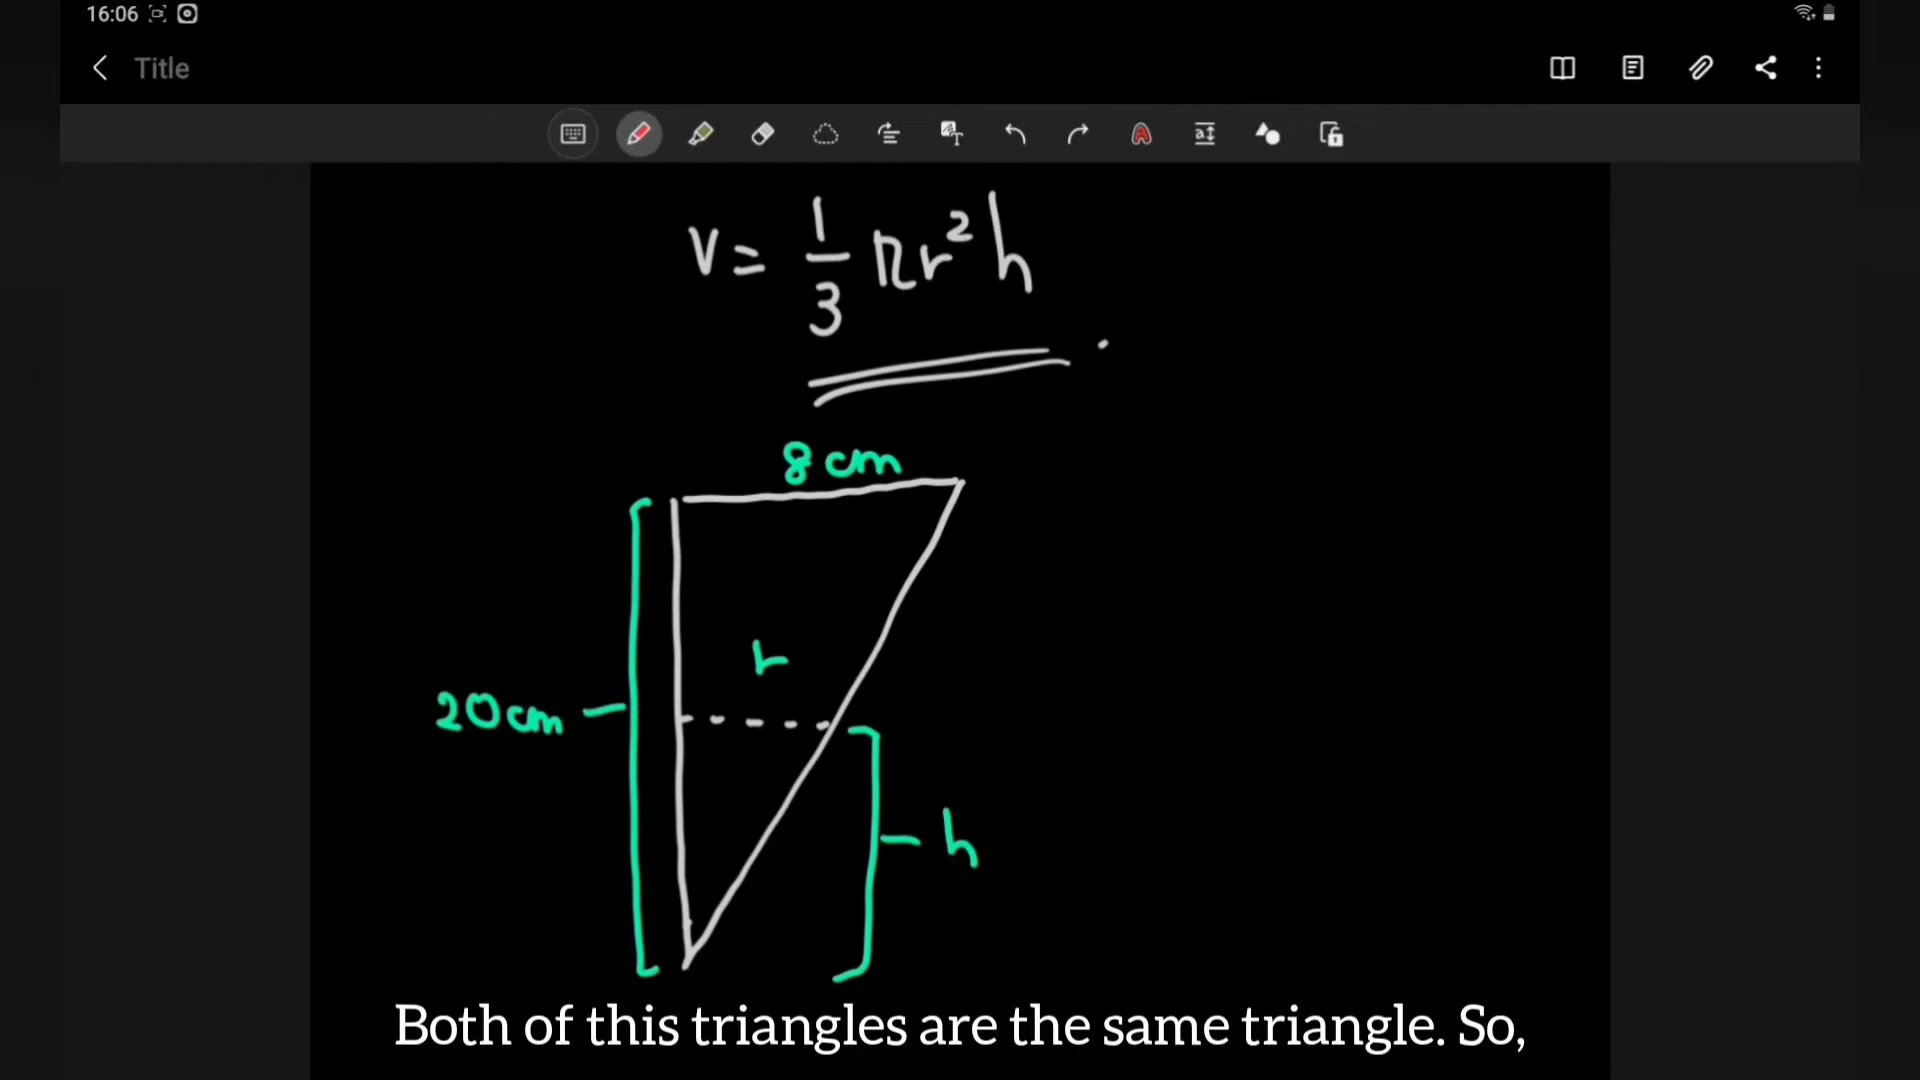 16:06
Title
V = 1/3 πr²h
8 cm
r
20cm
h
Both of this triangles are the same triangle. So,